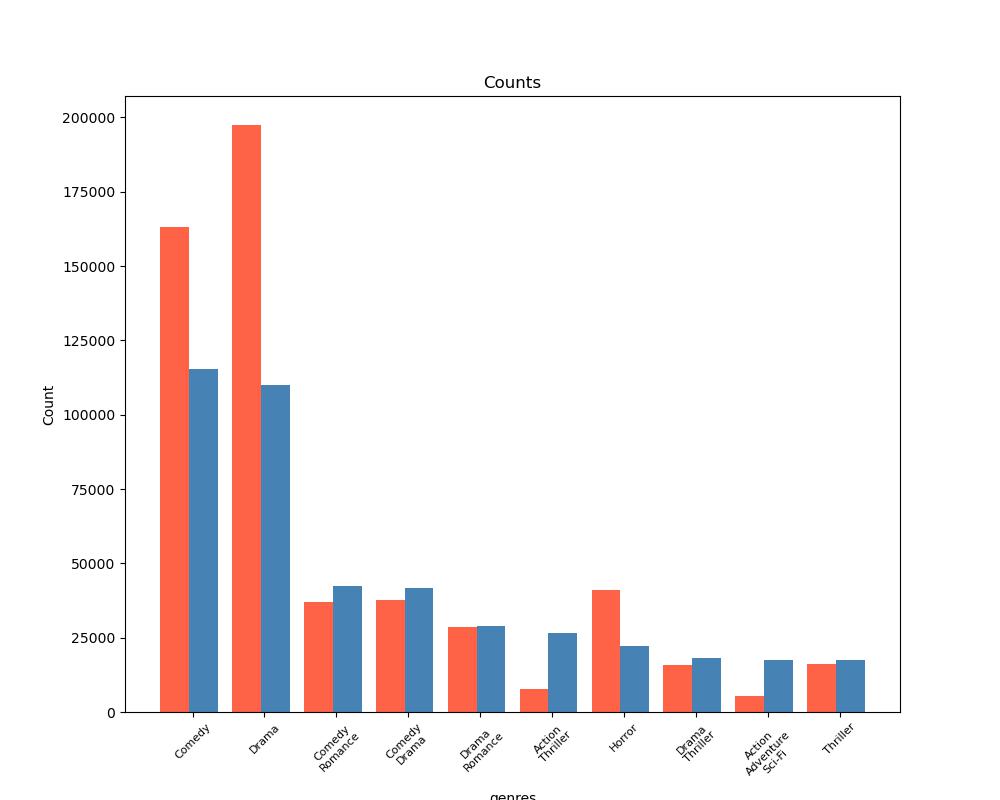 Counts
200000
175000
150000
125000
100000
75000
50000
25000
0
Count
Comedy
Drama
Comedy
Romance
Comedy
Drama
Drama
Romance
Action
Thriller
Horror
Drama
Thriller
Action
Adventure
Sci-Fi
Thriller
genres